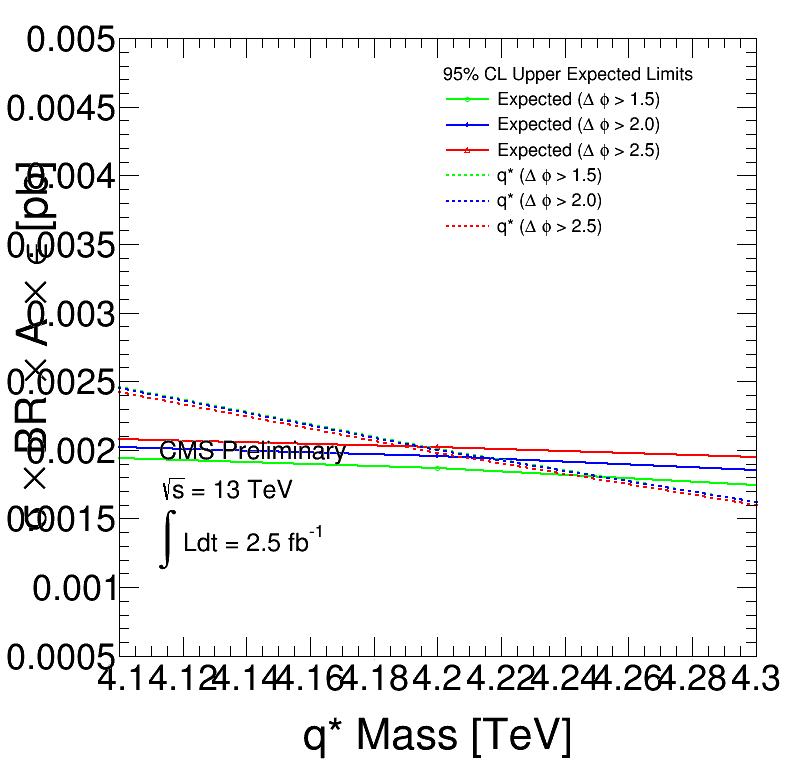 0.005
0.0045
0.004
0.0035
0.003
0.0025
0.002
0.0015
0.001
0.0005
σ × BR × A × ϵ [pb]
95% CL Upper Expected Limits
Expected (Δ ϕ > 1.5)
Expected (Δ ϕ > 2.0)
Expected (Δ ϕ > 2.5)
q* (Δ ϕ > 1.5)
q* (Δ ϕ > 2.0)
q* (Δ ϕ > 2.5)
CMS Preliminary
√s = 13 TeV
∫ Ldt = 2.5 fb⁻¹
4.1 4.12 4.14 4.16 4.18 4.2 4.22 4.24 4.26 4.28 4.3
q* Mass [TeV]